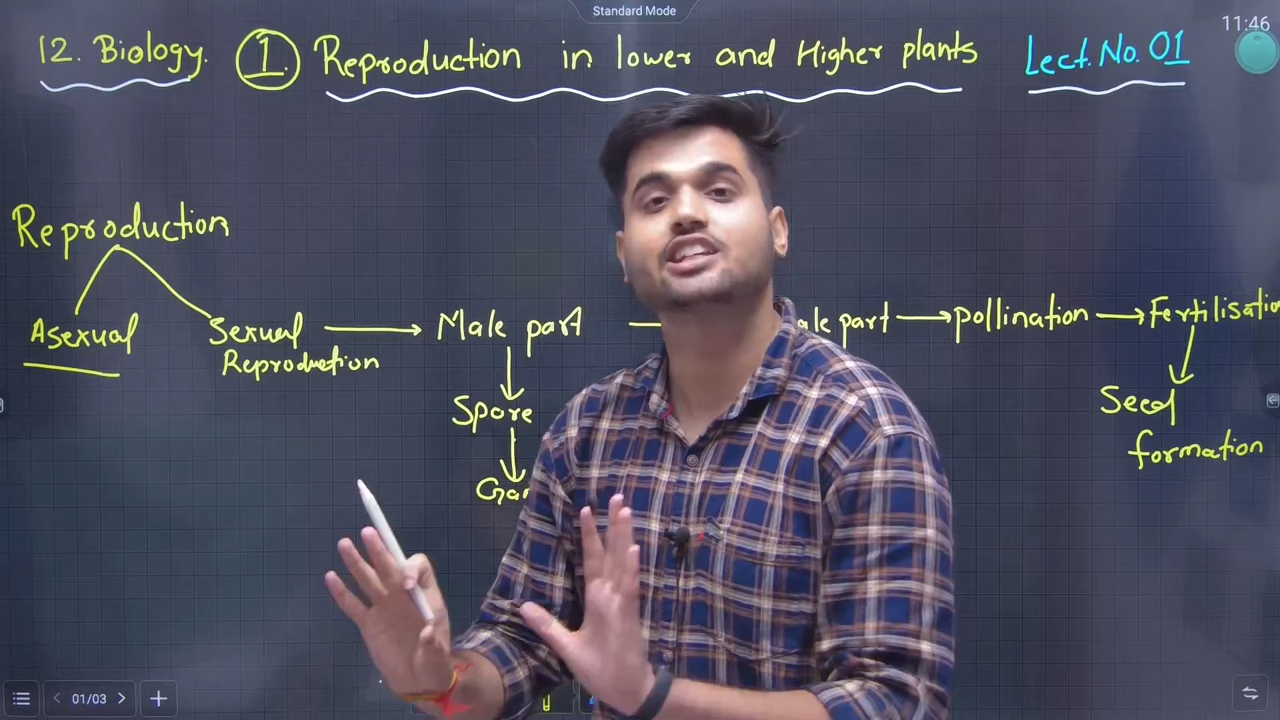 Standard Mode
11:46
12. Biology. 1. Reproduction in lower and Higher plants Lect. No. 01
Reproduction
Asexual
Sexual Reproduction
Male part
Spore
part
pollination
Fertilisation
Seed formation
01/03